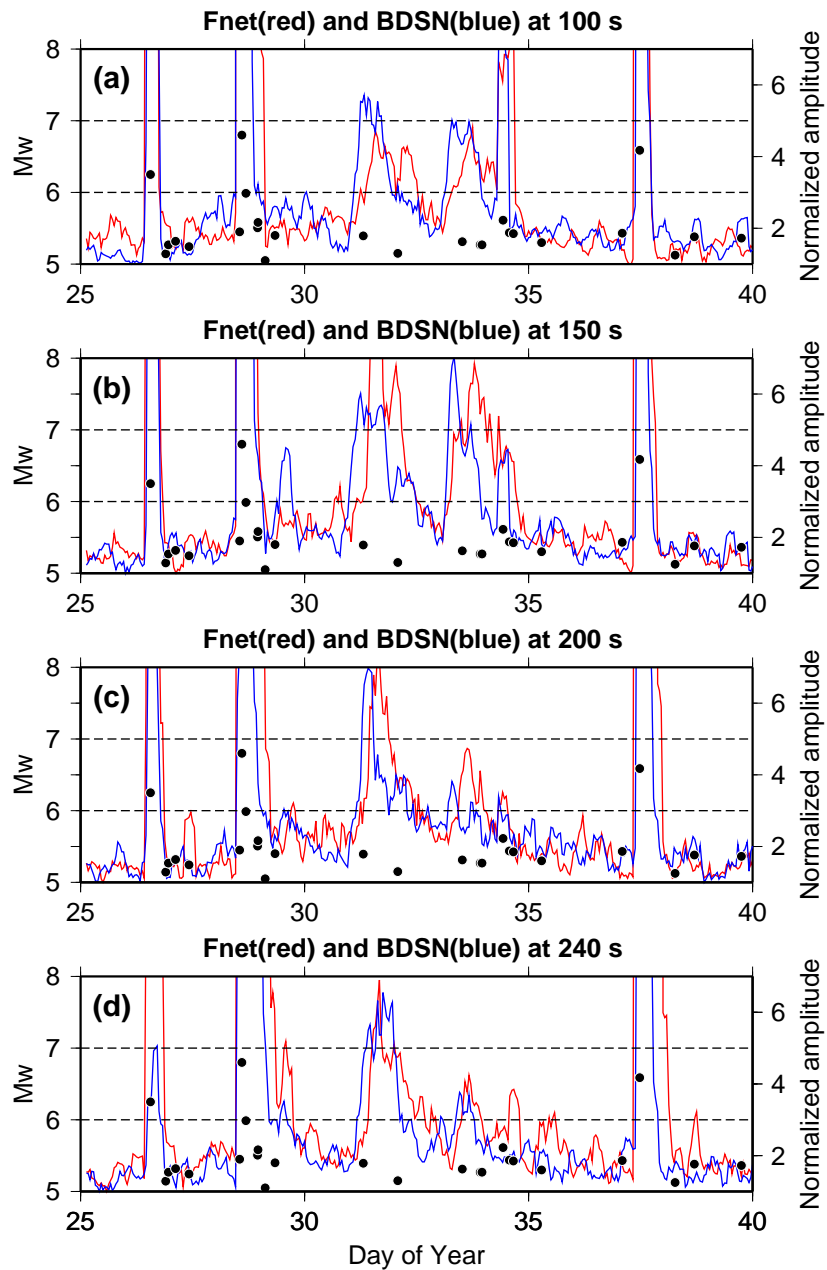 Fnet(red) and BDSN(blue) at 100 s
(a)
8
7
6
5
Mw
6
4
2
Normalized amplitude
25 30 35 40
Fnet(red) and BDSN(blue) at 150 s
(b)
8
7
6
5
Mw
6
4
2
Normalized amplitude
25 30 35 40
Fnet(red) and BDSN(blue) at 200 s
(c)
8
7
6
5
Mw
6
4
2
Normalized amplitude
25 30 35 40
Fnet(red) and BDSN(blue) at 240 s
(d)
8
7
6
5
Mw
6
4
2
Normalized amplitude
25 30 35 40
Day of Year